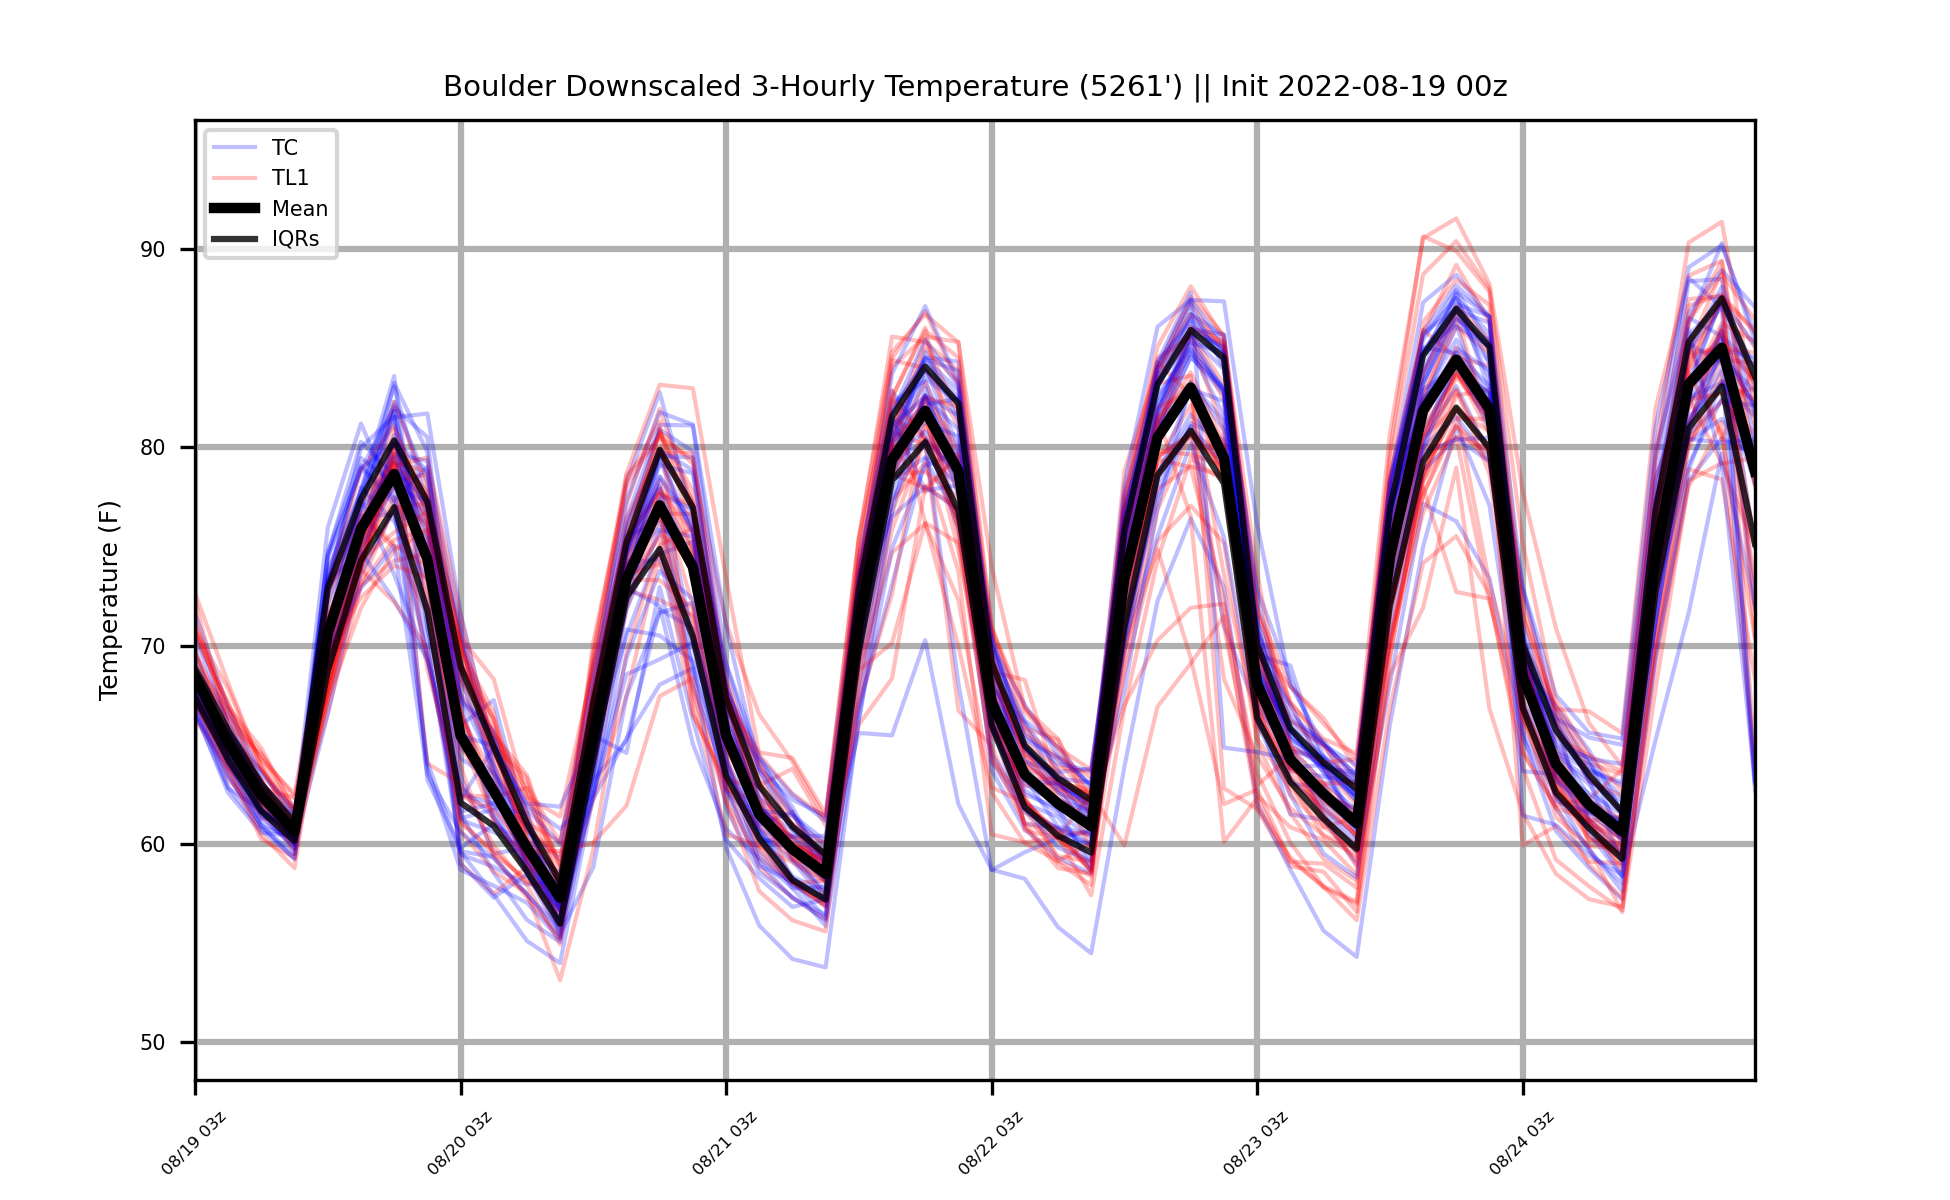 Boulder Downscaled 3-Hourly Temperature (5261') || Init 2022-08-19 00z
TC
TL1
Mean
IQRs
Temperature (F)
90
80
70
60
50
08/19 03z
08/20 03z
08/21 03z
08/22 03z
08/23 03z
08/24 03z